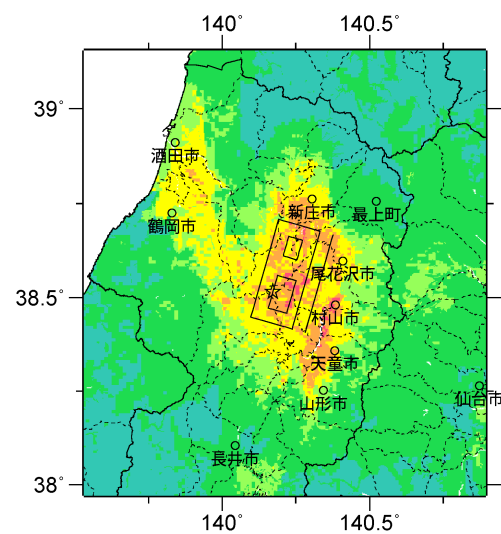 140° 140.5°
39°
酒田市
新庄市
最上町
鶴岡市
尾花沢市
38.5°
村山市
天童市
仙台市
山形市
長井市
38°
140° 140.5°